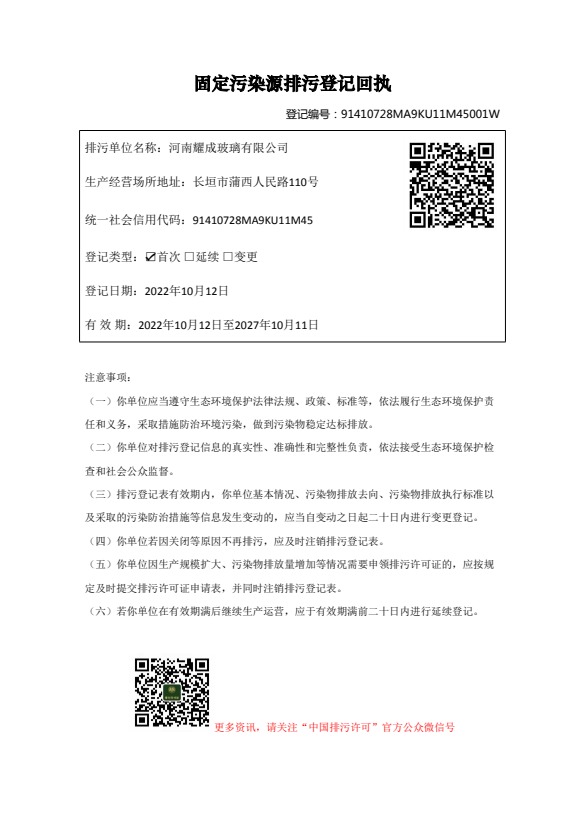 固定污染源排污登记回执
登记编号：91410728MA9KU11M45001W
排污单位名称：河南耀成玻璃有限公司
生产经营场所地址：长垣市蒲西人民路110号
统一社会信用代码：91410728MA9KU11M45
登记类型：☑首次 □延续 □变更
登记日期：2022年10月12日
有 效 期：2022年10月12日至2027年10月11日
注意事项：
（一）你单位应当遵守生态环境保护法律法规、政策、标准等，依法履行生态环境保护责
任和义务，采取措施防治环境污染，做到污染物稳定达标排放。
（二）你单位对排污登记信息的真实性、准确性和完整性负责，依法接受生态环境保护检
查和社会公众监督。
（三）排污登记表有效期内，你单位基本情况、污染物排放去向、污染物排放执行标准以
及采取的污染防治措施等信息发生变动的，应当自变动之日起二十日内进行变更登记。
（四）你单位若因关闭等原因不再排污，应及时注销排污登记表。
（五）你单位因生产规模扩大、污染物排放量增加等情况需要申领排污许可证的，应按规
定及时提交排污许可证申请表，并同时注销排污登记表。
（六）若你单位在有效期满后继续生产运营，应于有效期满前二十日内进行延续登记。
更多资讯，请关注“中国排污许可”官方公众微信号